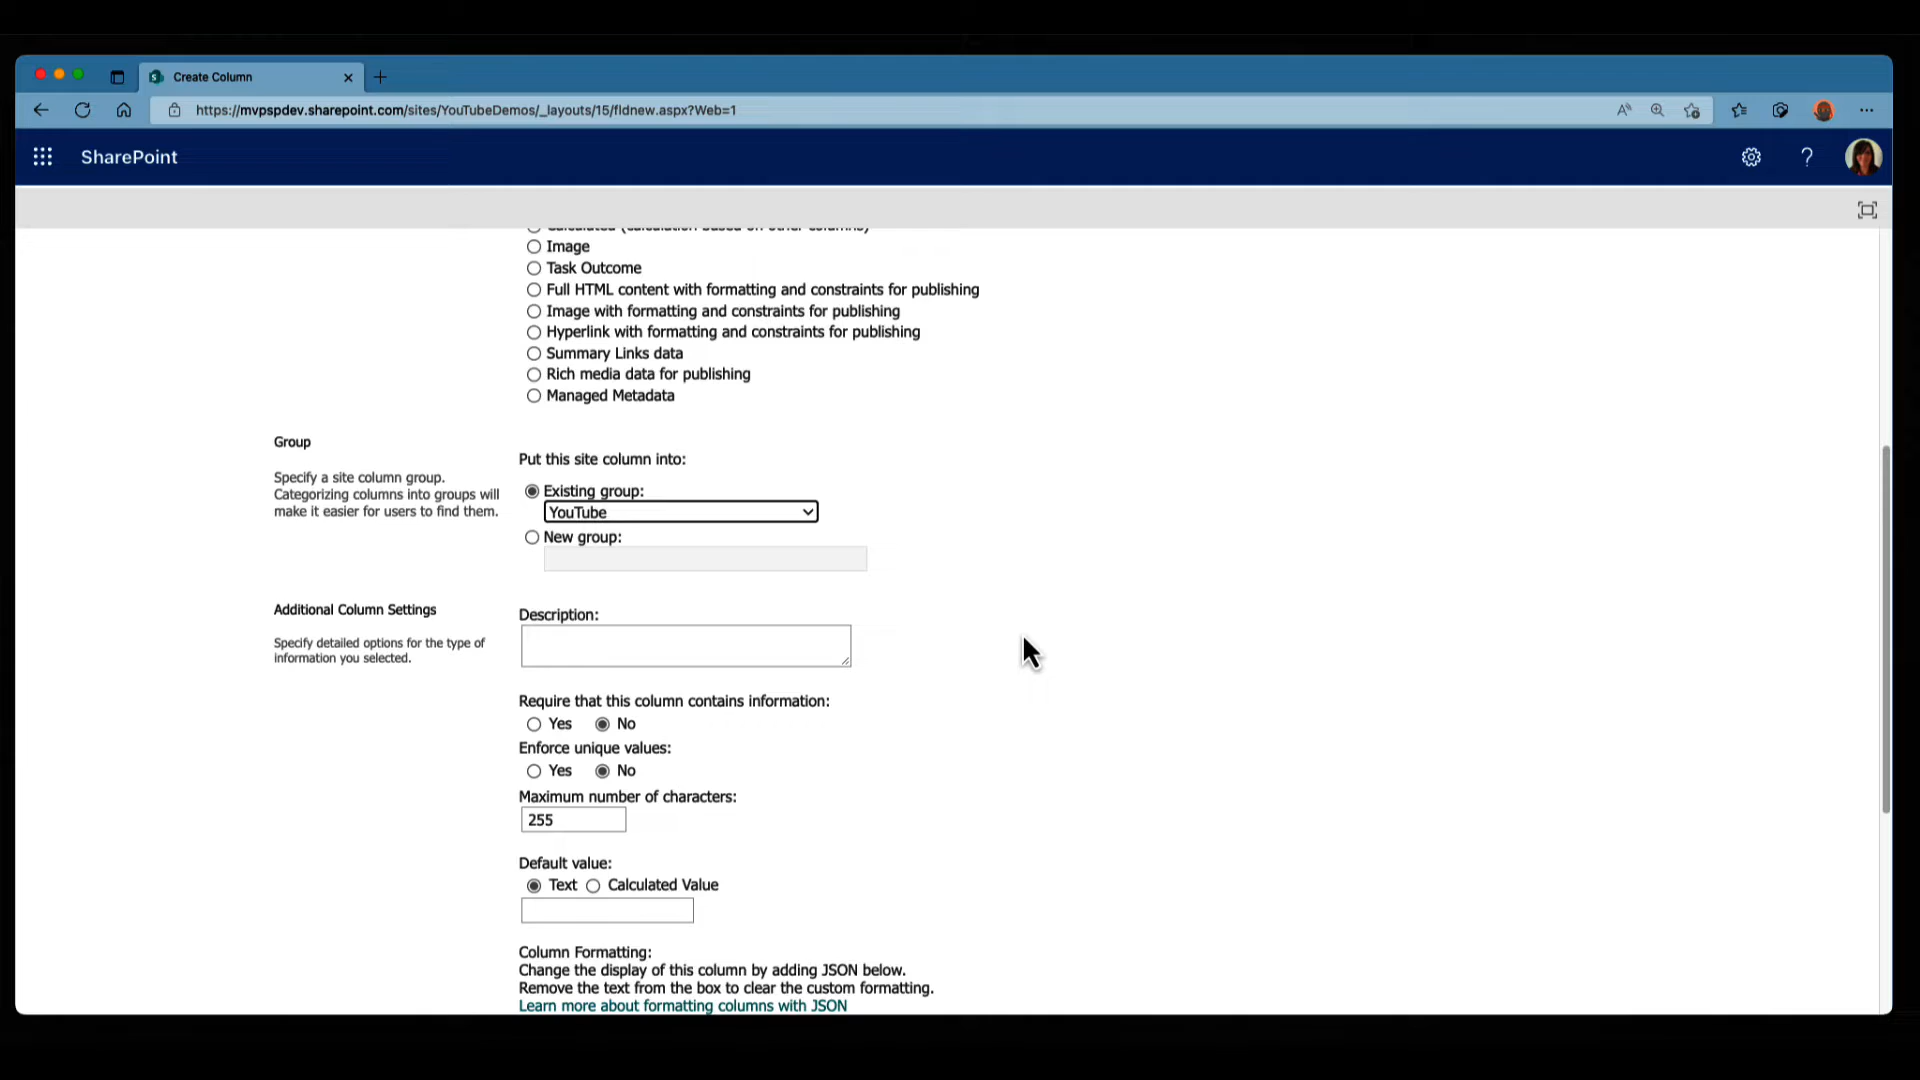 Create Column
https://mvpspdev.sharepoint.com/sites/YouTubeDemos/_layouts/15/fldnew.aspx?Web=1
SharePoint
?
Calculated (calculation based on other columns)
Image
Task Outcome
Full HTML content with formatting and constraints for publishing
Image with formatting and constraints for publishing
Hyperlink with formatting and constraints for publishing
Summary Links data
Rich media data for publishing
Managed Metadata
Group
Specify a site column group.
Categorizing columns into groups will
make it easier for users to find them.
Put this site column into:
Existing group:
YouTube
New group:
Additional Column Settings
Specify detailed options for the type of
information you selected.
Description:
Require that this column contains information:
Yes No
Enforce unique values:
Yes No
Maximum number of characters:
255
Default value:
Text Calculated Value
Column Formatting:
Change the display of this column by adding JSON below.
Remove the text from the box to clear the custom formatting.
Learn more about formatting columns with JSON